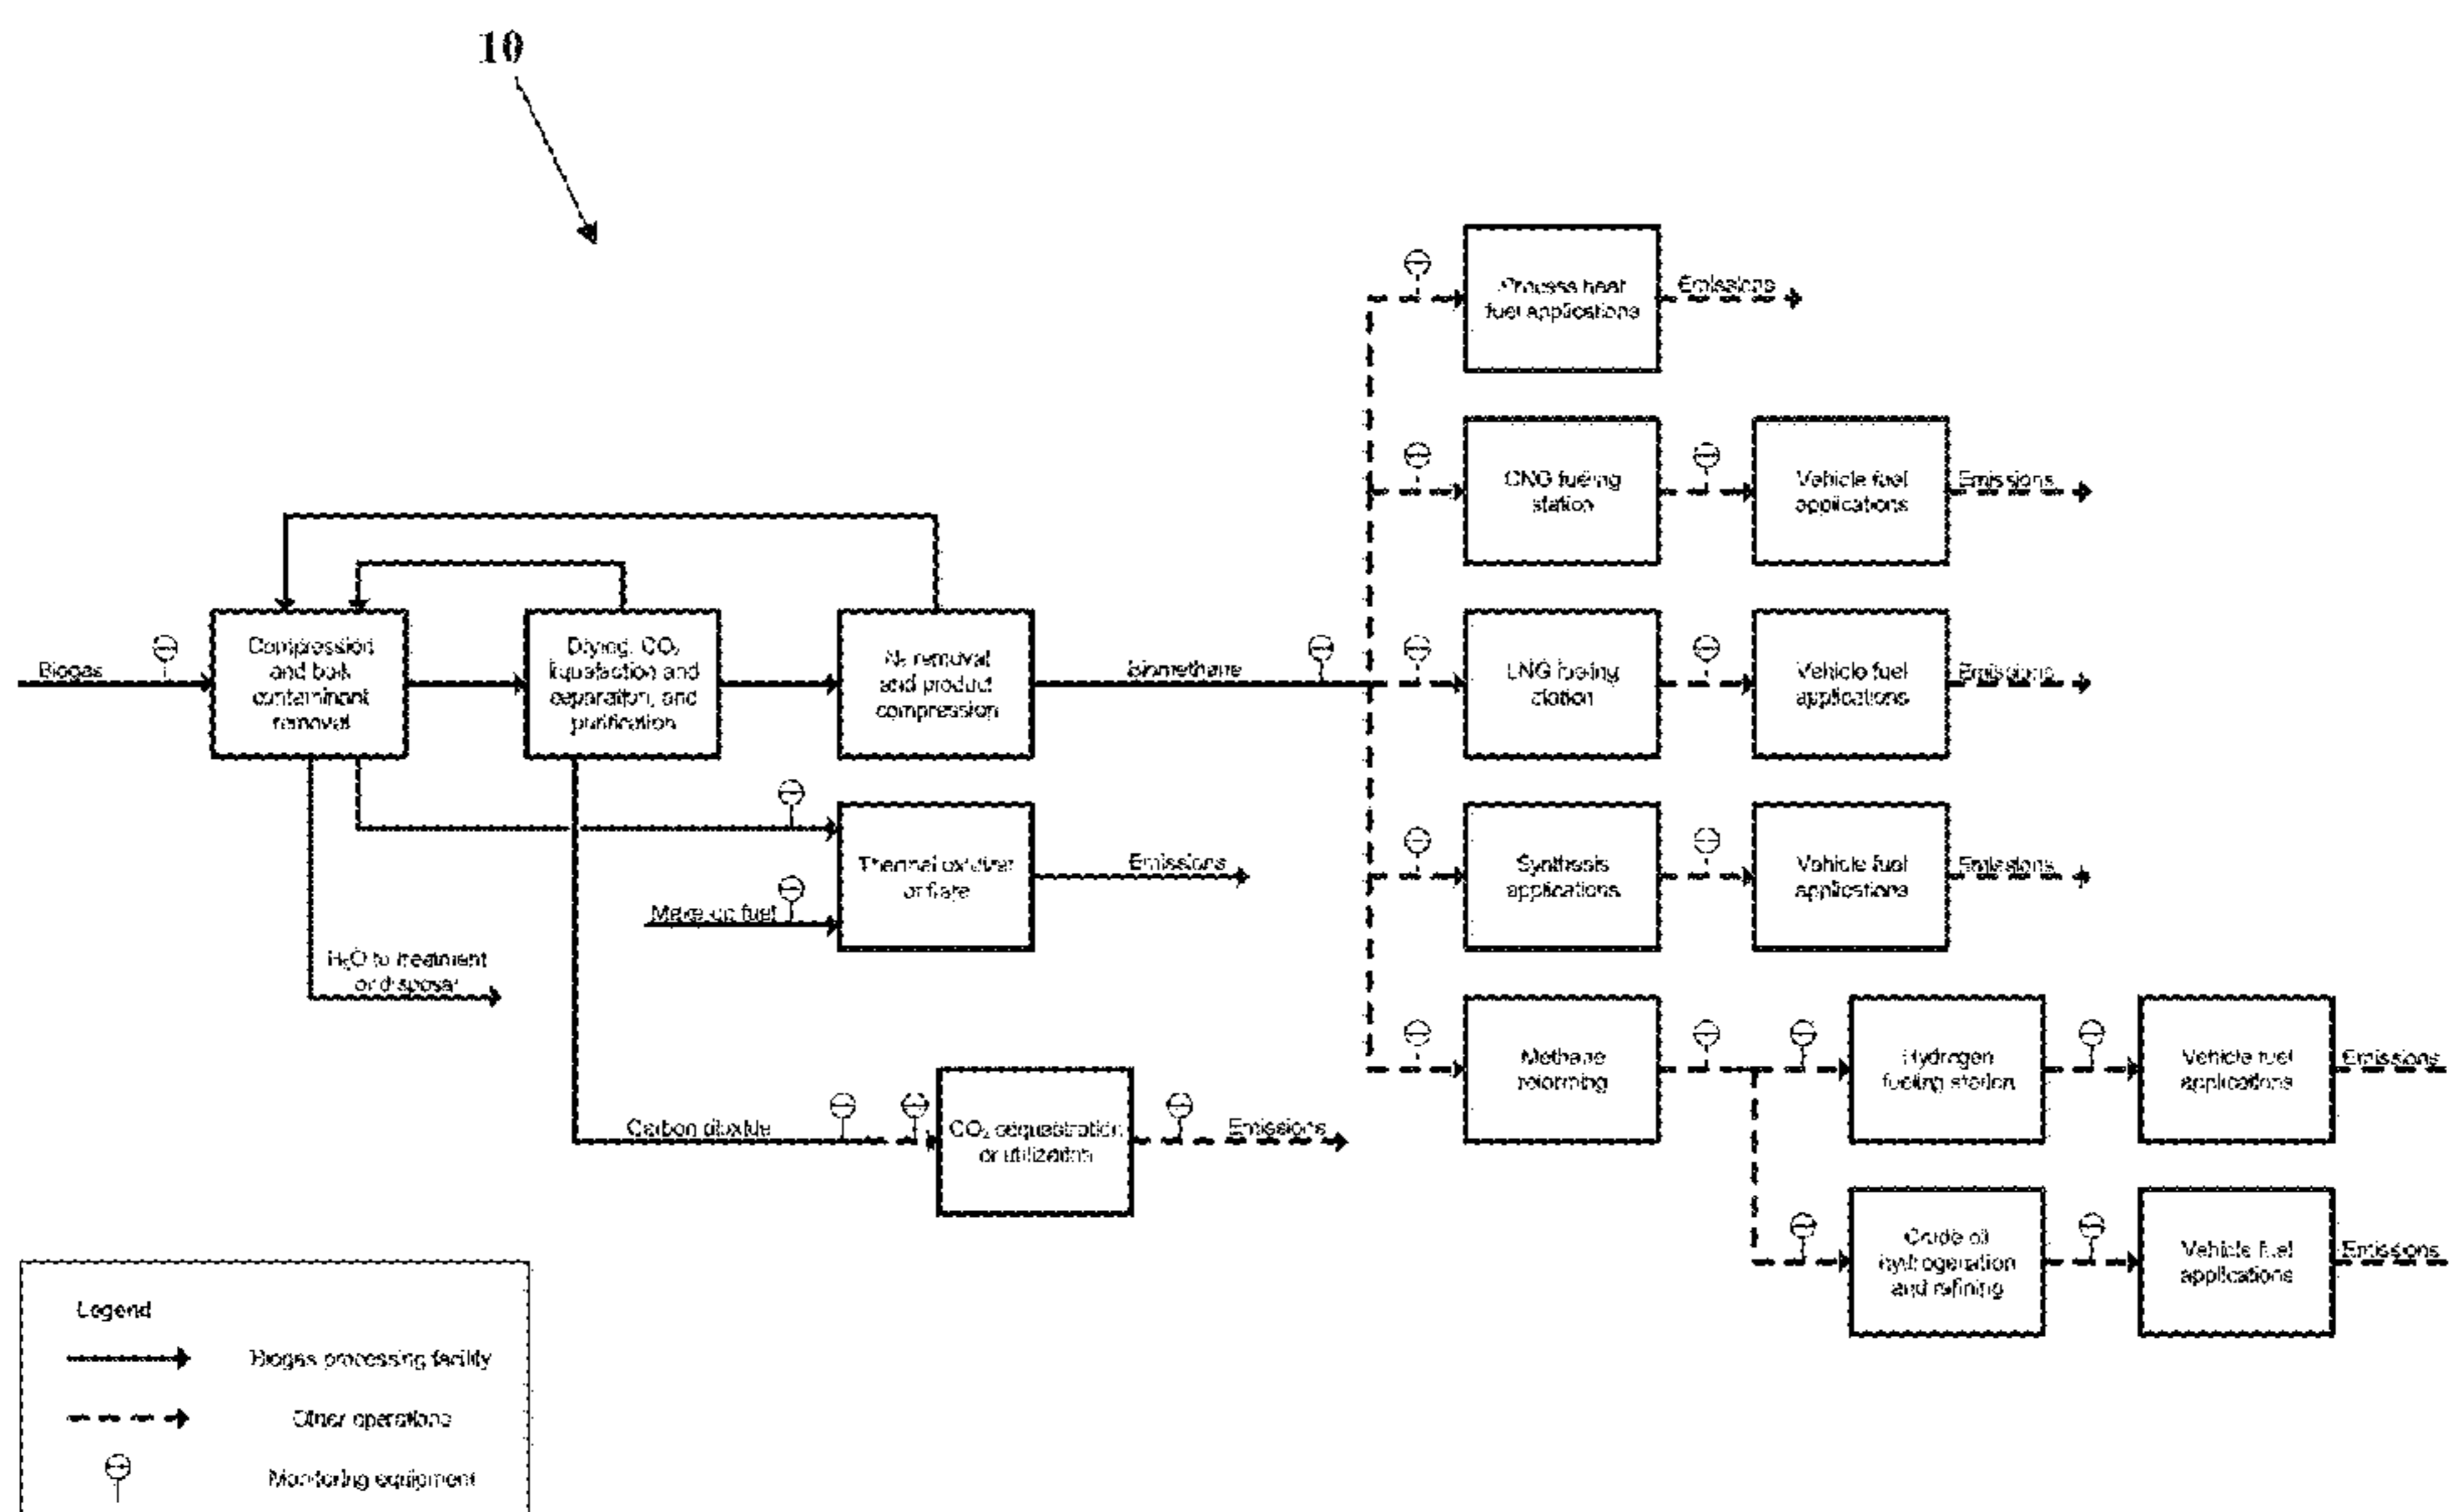 10
Process heat
fuel applications
Emissions
CNG fueling
station
Vehicle fuel
applications
Emissions
Biogas
Compression
and bulk
contaminant
removal
Drying, CO₂
liquefaction and
separation, and
purification
N₂ removal
and product
compression
Biomethane
LNG fueling
station
Vehicle fuel
applications
Emissions
Thermal oxidizer
or flare
Emissions
Make-up fuel
Synthesis
applications
Vehicle fuel
applications
Emissions
H₂O to treatment
or disposal
Methane
reforming
Hydrogen
fueling station
Vehicle fuel
applications
Emissions
Carbon dioxide
CO₂ sequestration
or utilization
Emissions
Crude oil
hydrogenation
and refining
Vehicle fuel
applications
Emissions
Legend
Biogas processing facility
Other operations
Monitoring equipment